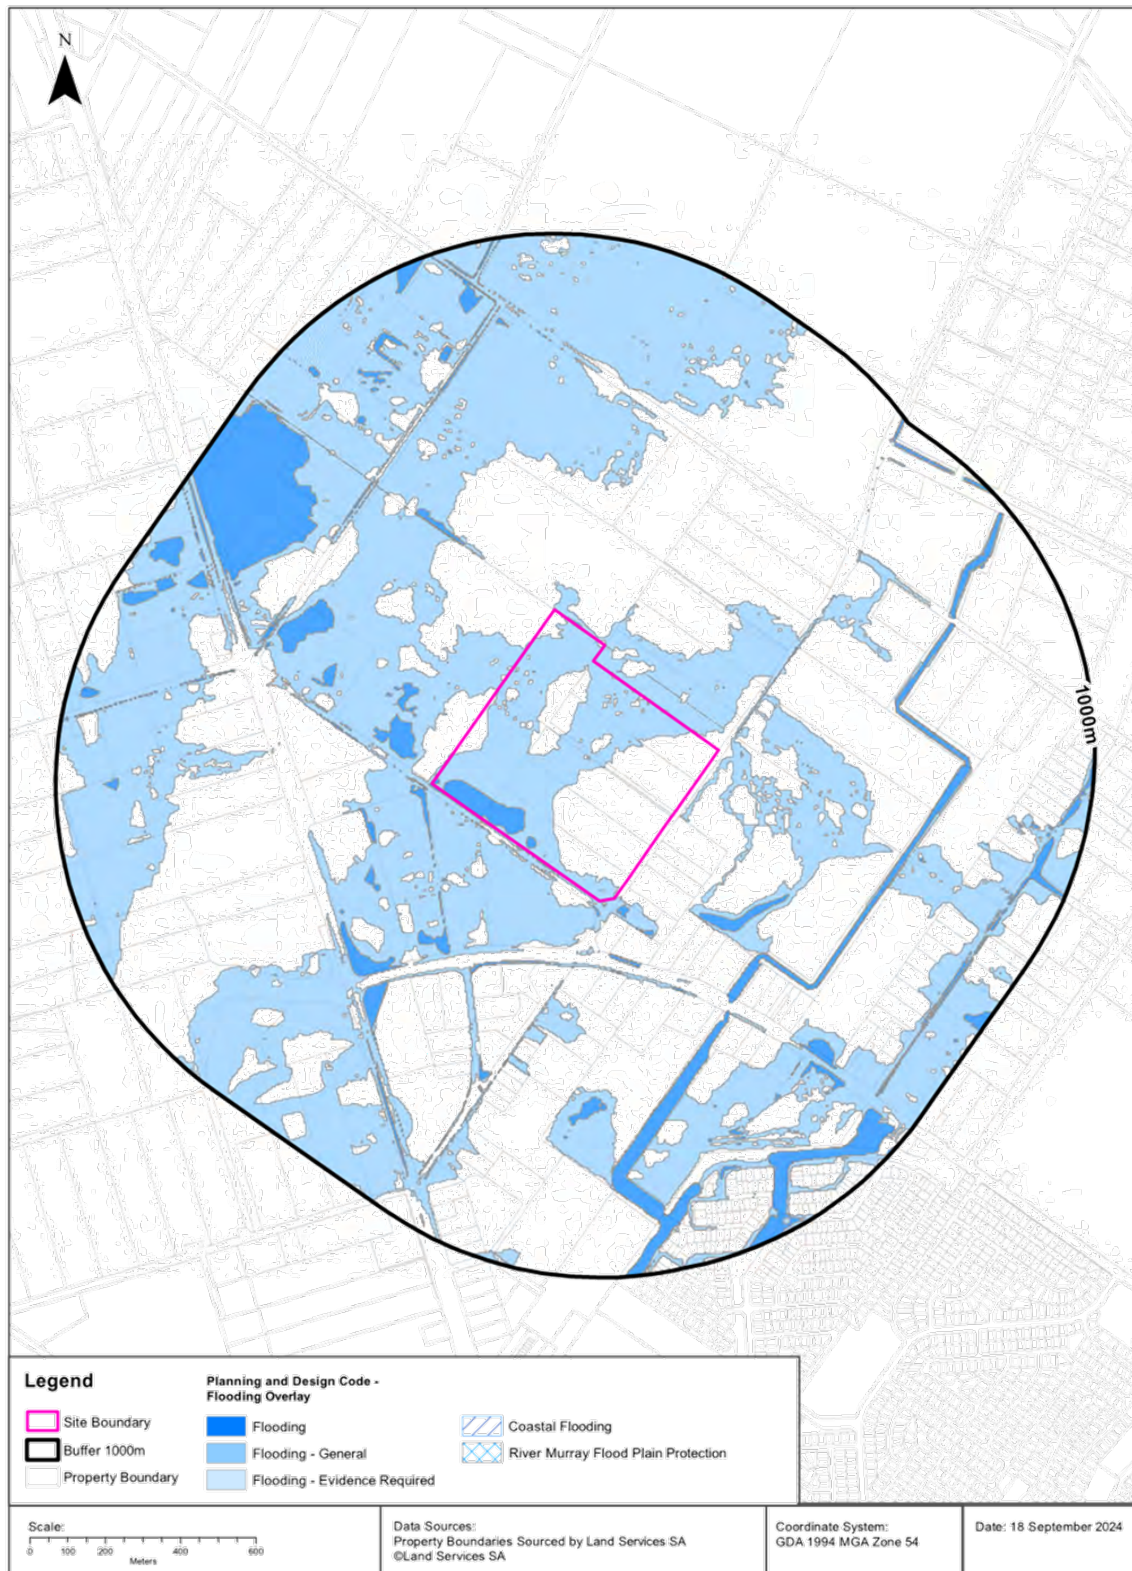 N
1000m
Legend
Site Boundary
Buffer 1000m
Property Boundary
Planning and Design Code -
Flooding Overlay
Flooding
Flooding - General
Flooding - Evidence Required
Coastal Flooding
River Murray Flood Plain Protection
Scale:
0 100 200 400 600
Meters
Data Sources:
Property Boundaries Sourced by Land Services SA
©Land Services SA
Coordinate System:
GDA 1994 MGA Zone 54
Date: 18 September 2024